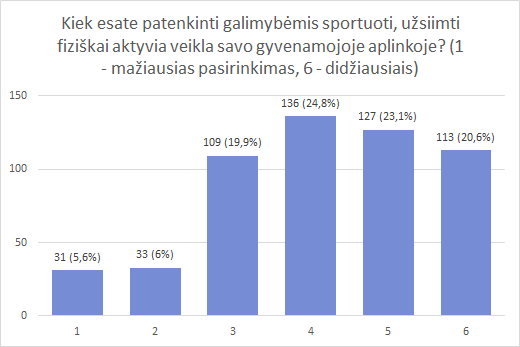 Kiek esate patenkinti galimybėmis sportuoti, užsiimti
fiziškai aktyvia veikla savo gyvenamojoje aplinkoje? (1
- mažiausias pasirinkimas, 6 - didžiausiais)
150
100
50
0
31 (5,6%)
33 (6%)
109 (19,9%)
136 (24,8%)
127 (23,1%)
113 (20,6%)
1 2 3 4 5 6